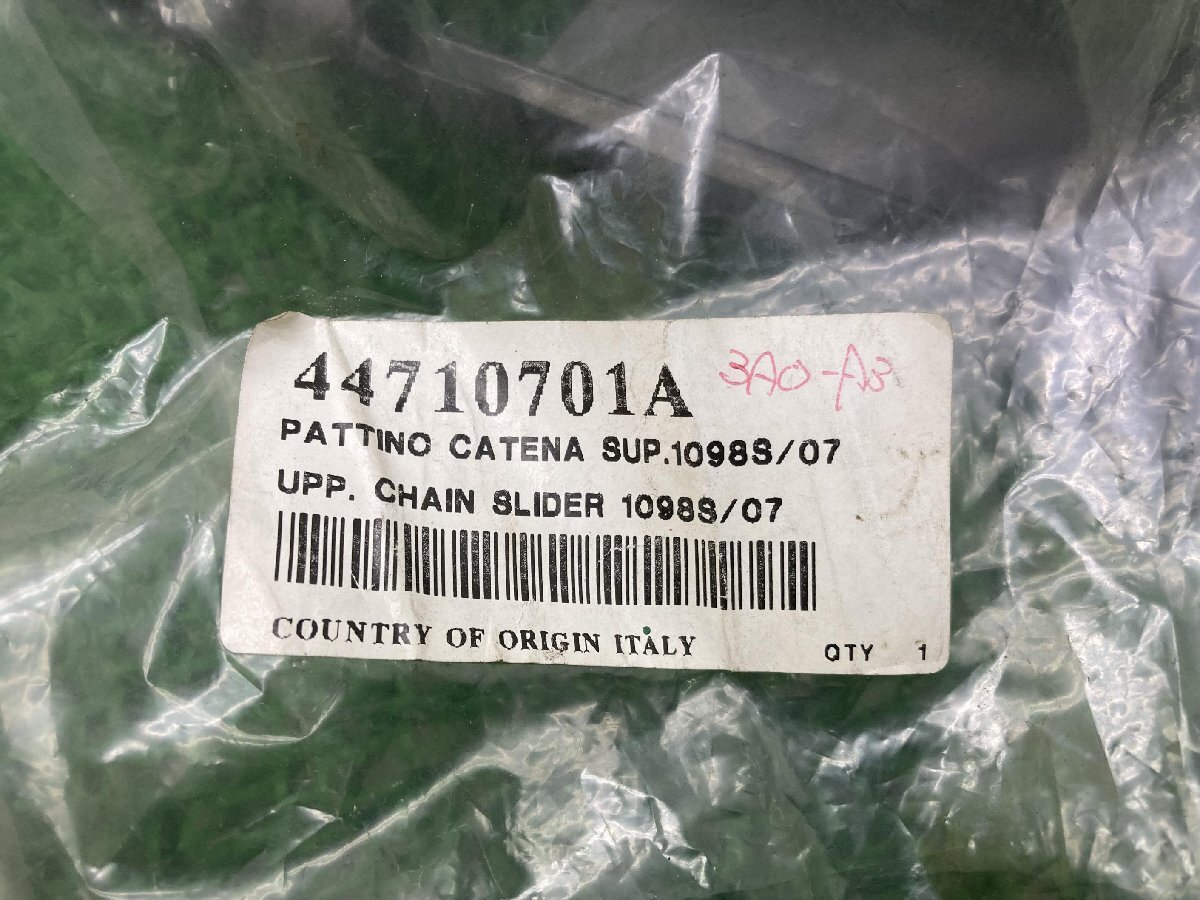 44710701A 3A0-A3
PATTINO CATENA SUP.1098S/07
UPP. CHAIN SLIDER 1098S/07
COUNTRY OF ORIGIN ITALY
QTY 1